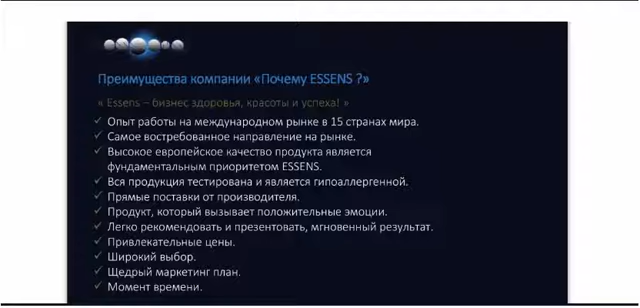 Преимущества компании «Почему ESSENS ?»
« Essens – бизнес здоровья, красоты и успеха! »
Опыт работы на международном рынке в 15 странах мира.
Самое востребованное направление на рынке.
Высокое европейское качество продукта является
фундаментальным приоритетом ESSENS.
Вся продукция тестирована и является гипоаллергенной.
Прямые поставки от производителя.
Продукт, который вызывает положительные эмоции.
Легко рекомендовать и презентовать, мгновенный результат.
Привлекательные цены.
Широкий выбор.
Щедрый маркетинг план.
Момент времени.